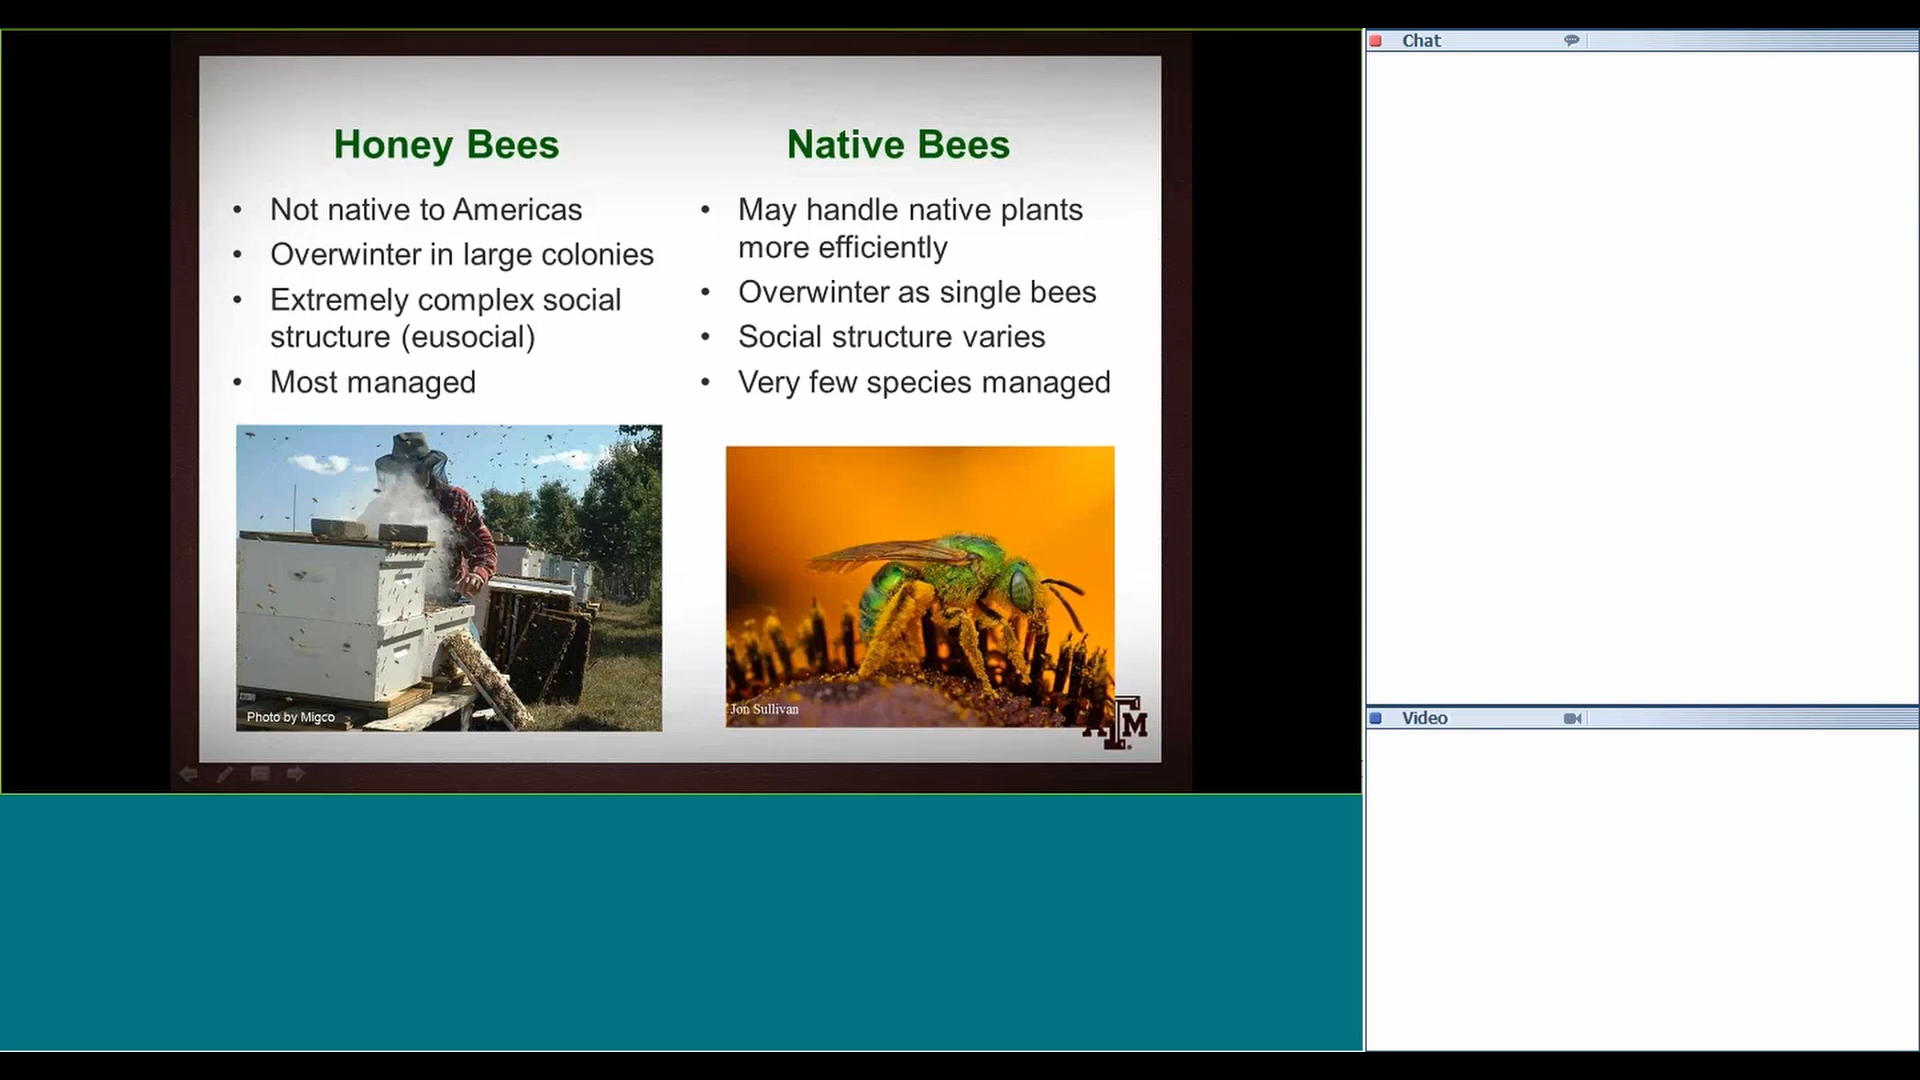 Honey Bees
• Not native to Americas
• Overwinter in large colonies
• Extremely complex social
structure (eusocial)
• Most managed
Photo by Migco
Native Bees
• May handle native plants
more efficiently
• Overwinter as single bees
• Social structure varies
• Very few species managed
Jon Sullivan
ATM
Chat
Video